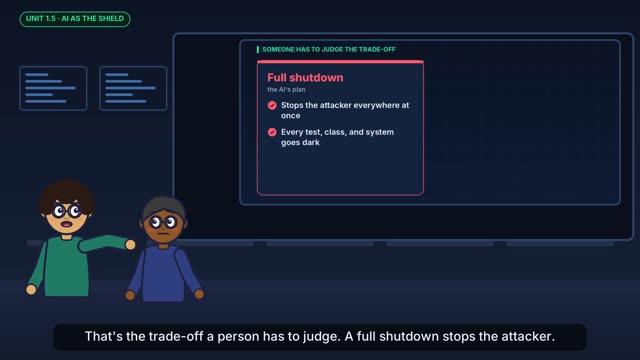 UNIT 1.5 · AI AS THE SHIELD
SOMEONE HAS TO JUDGE THE TRADE-OFF
Full shutdown
the AI's plan
Stops the attacker everywhere at
once
Every test, class, and system
goes dark
That's the trade-off a person has to judge. A full shutdown stops the attacker.